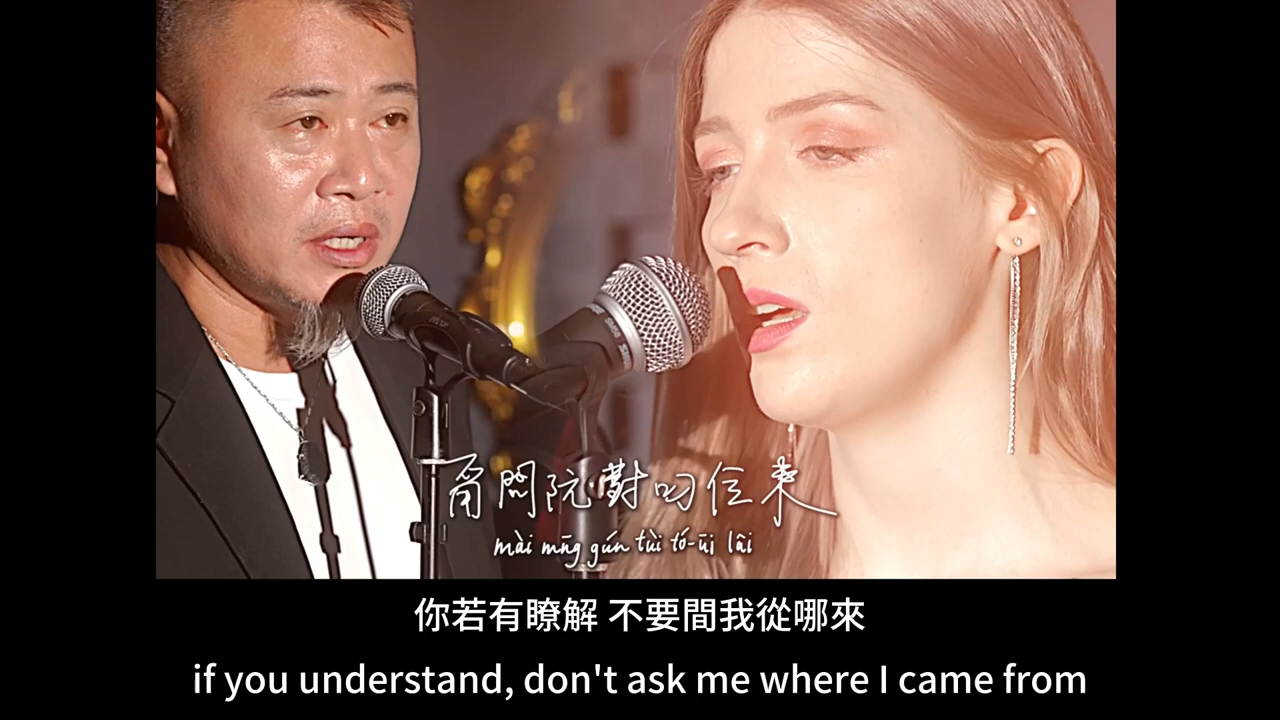 甭問阮對叨位來
mài mn̄g gún tùi tó-ūi lâi
你若有瞭解 不要間我從哪來
if you understand, don't ask me where I came from